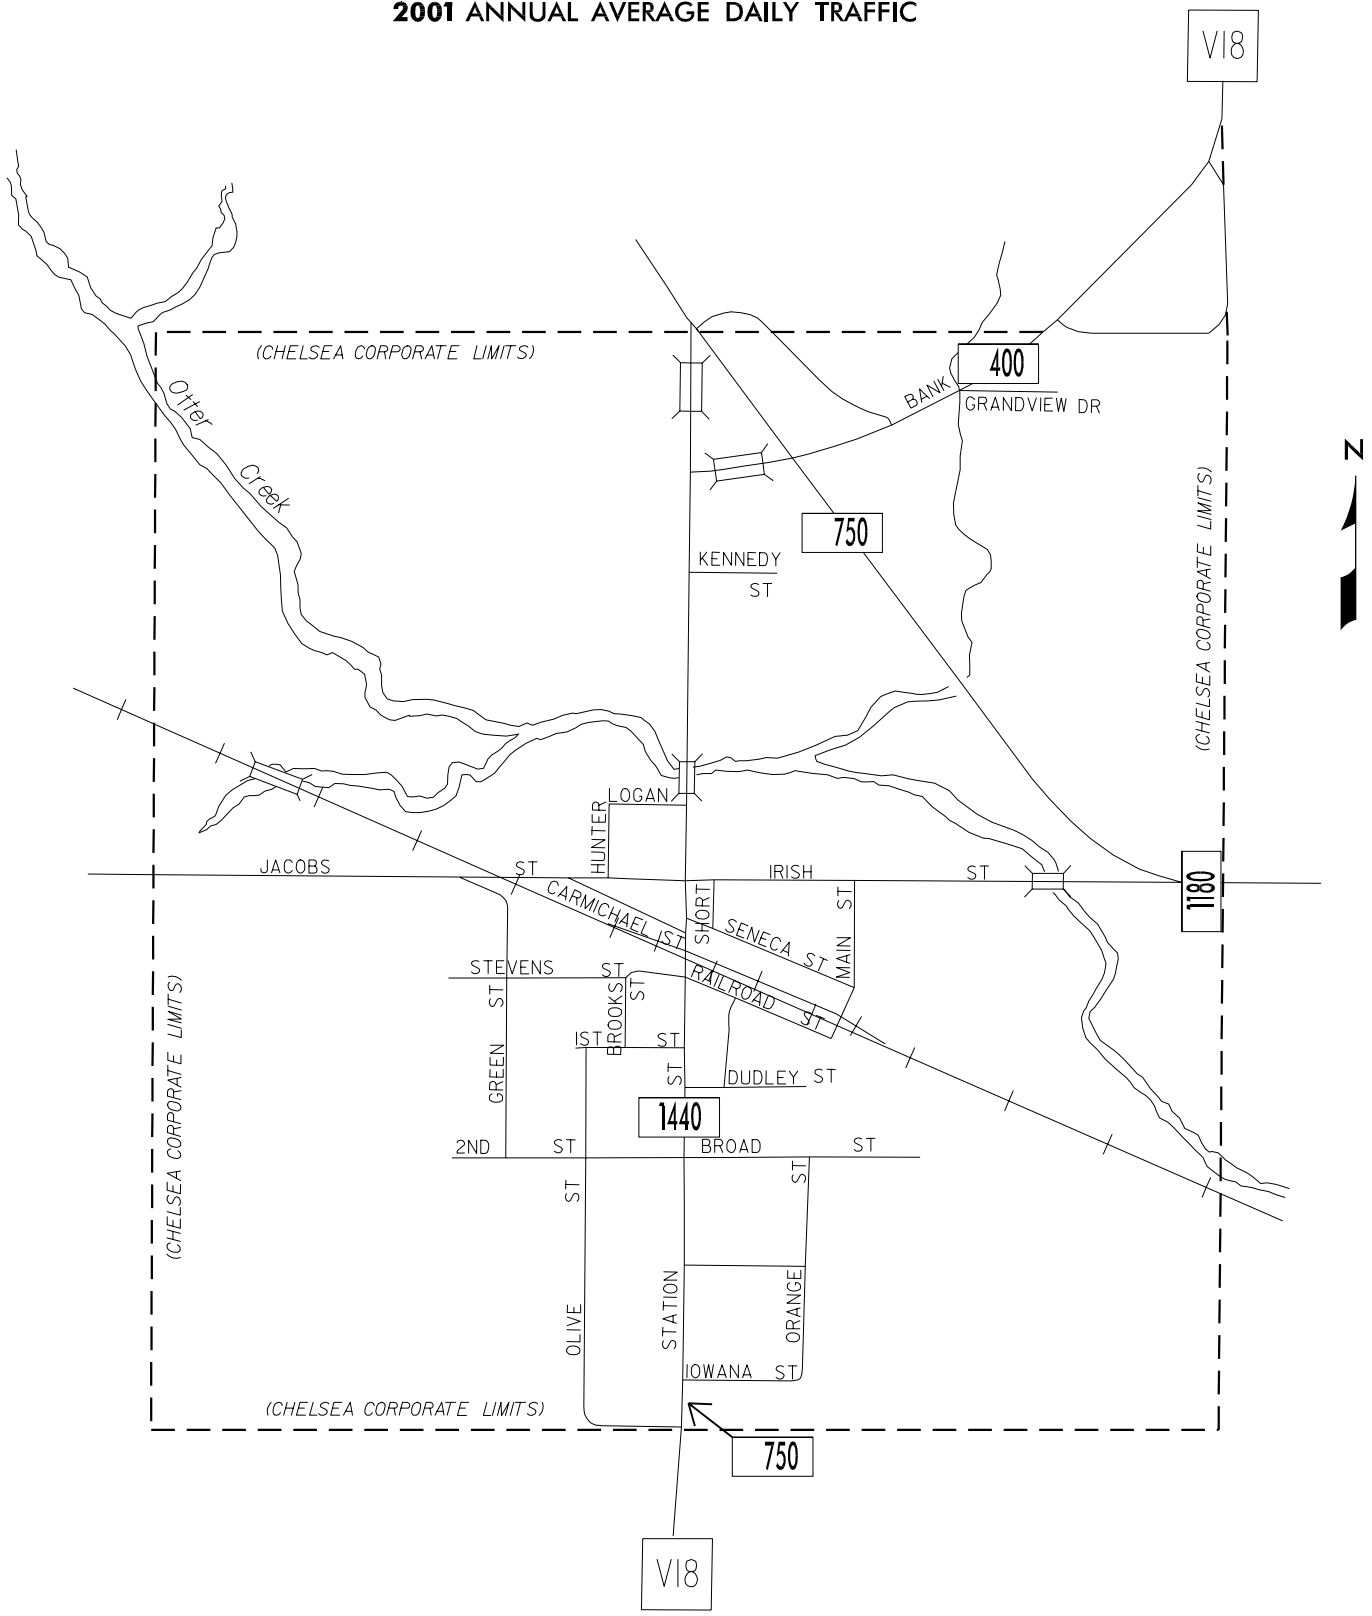 2001 ANNUAL AVERAGE DAILY TRAFFIC
V18
(CHELSEA CORPORATE LIMITS)
400
Otter
Creek
BANK
GRANDVIEW DR
N
750
KENNEDY
ST
(CHELSEA CORPORATE LIMITS)
LOGAN
HUNTER
JACOBS
ST
IRISH
ST
1180
CARMICHAEL
ST
SHORT
SENECA
ST
MAIN
ST
STEVENS
ST
RAILROAD
ST
GREEN
ST
BROOKS
ST
1ST
ST
ST
DUDLEY ST
(CHELSEA CORPORATE LIMITS)
1440
2ND
ST
BROAD
ST
ST
ST
OLIVE
STATION
ORANGE
IOWANA ST
(CHELSEA CORPORATE LIMITS)
750
V18